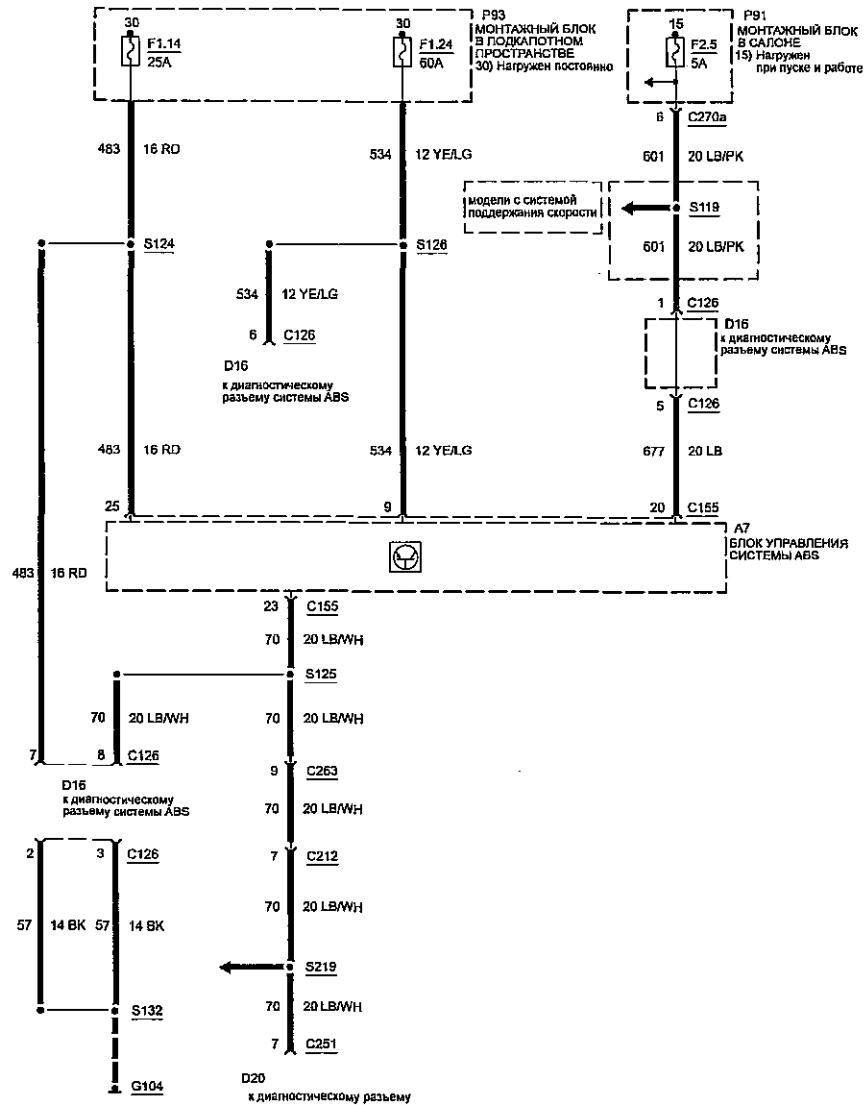 30
F1.14
25A
30
F1.24
60A
P93
МОНТАЖНЫЙ БЛОК
В ПОДКАПОТНОМ
ПРОСТРАНСТВЕ
30) Нагружен постоянно
15
F2.5
5A
P91
МОНТАЖНЫЙ БЛОК
В САЛОНЕ
15) Нагружен
при пуске и работе
6 C270a
483 16 RD
534 12 YE/LG
601 20 LB/PK
модели с системой
поддержания скорости
S119
S124
S126
601 20 LB/PK
534 12 YE/LG
1 C126
6 C126
D16
к диагностическому
разъему системы ABS
D16
к диагностическому
разъему системы ABS
5 C126
483 16 RD
534 12 YE/LG
677 20 LB
25
9
20 C155
A7
БЛОК УПРАВЛЕНИЯ
СИСТЕМЫ ABS
483 16 RD
23 C155
70 20 LB/WH
S125
70 20 LB/WH
70 20 LB/WH
7
8 C126
9 C263
D16
к диагностическому
разъему системы ABS
70 20 LB/WH
2
3 C126
7 C212
70 20 LB/WH
57 14 BK
57 14 BK
S219
S132
70 20 LB/WH
7 C251
G104
D20
к диагностическому разъему